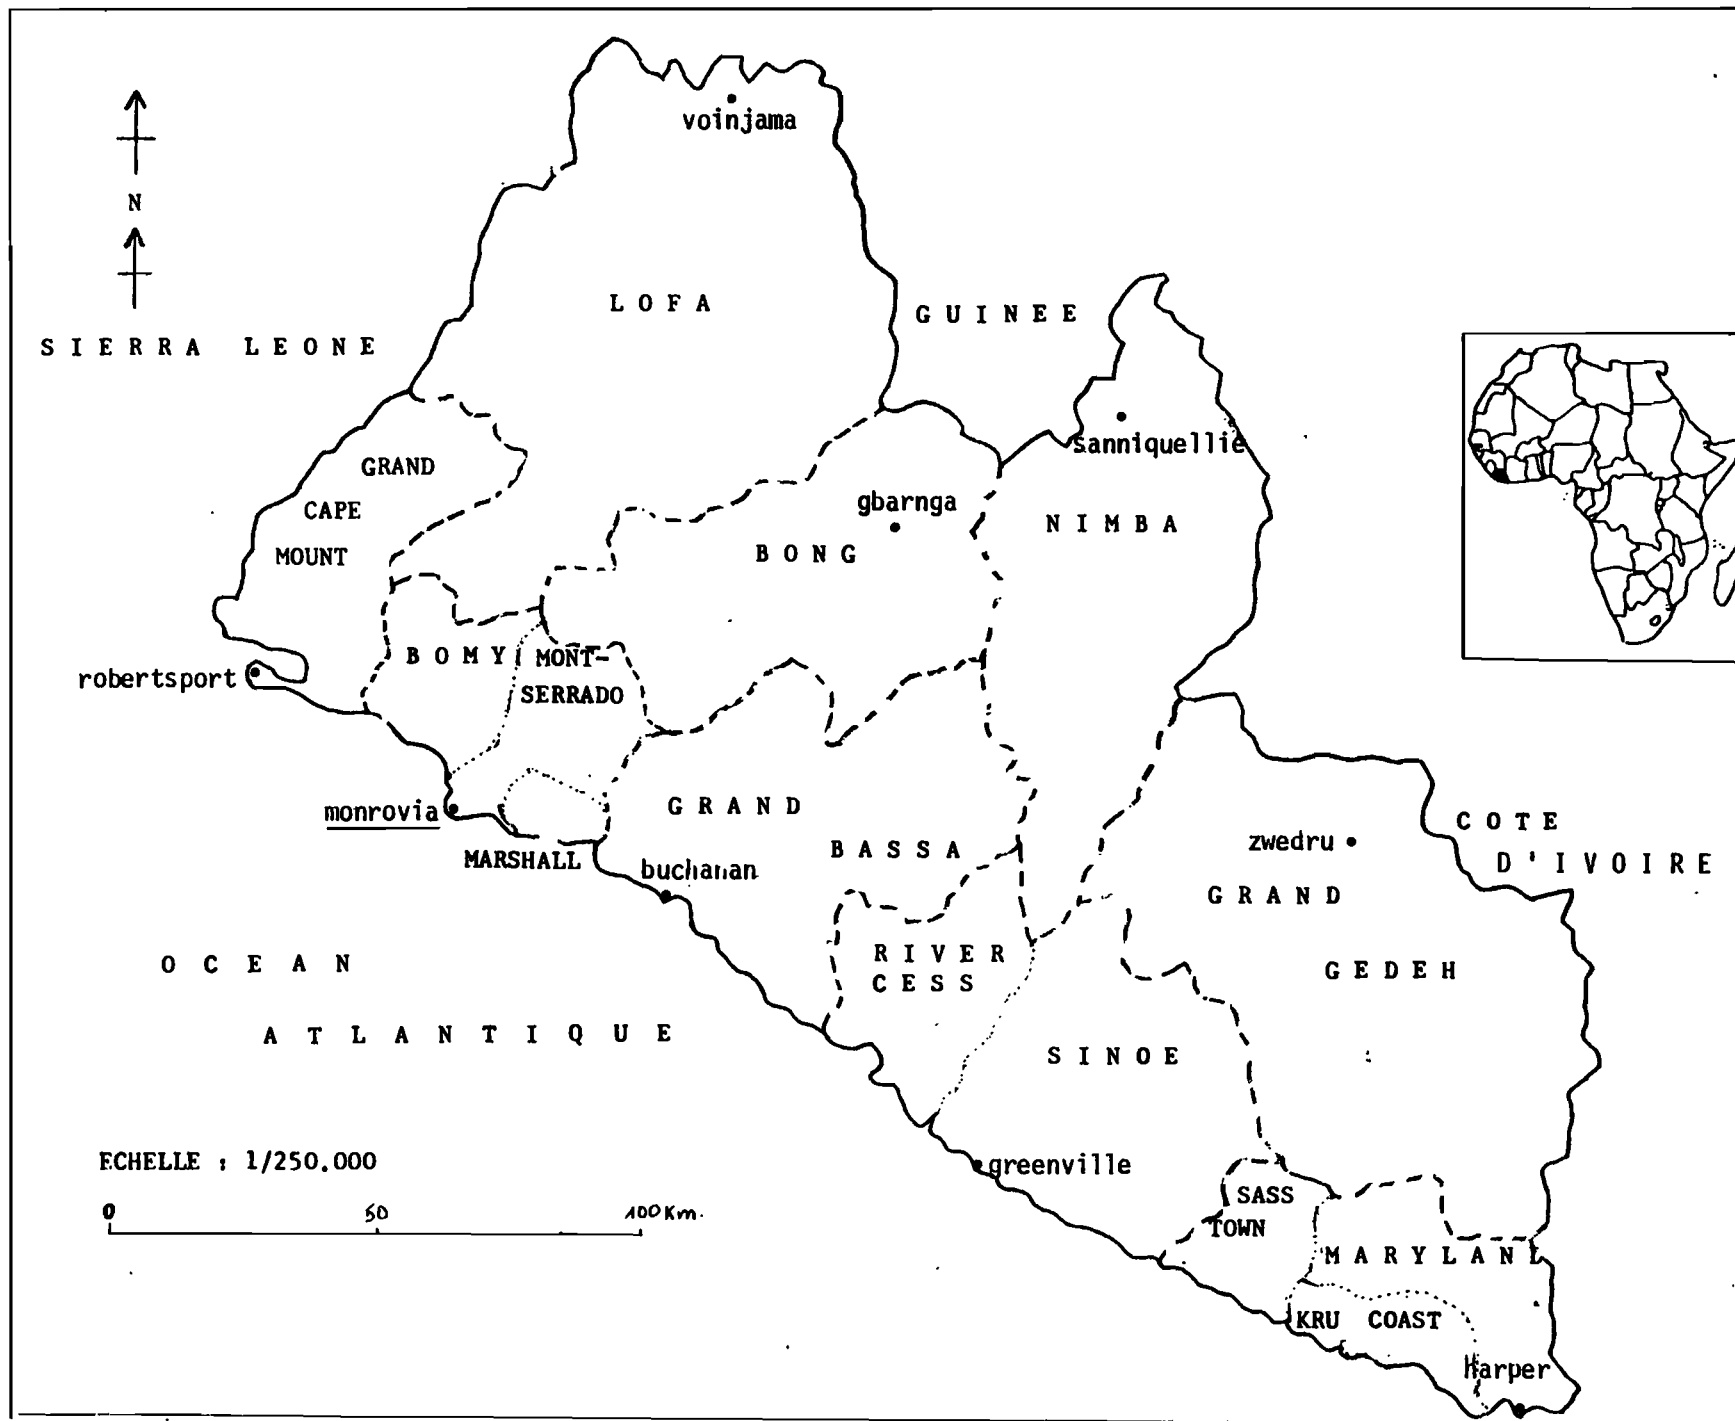 voinjama
N
LOFA
GUINEE
SIERRA LEONE
sanniquellie
GRAND
CAPE
MOUNT
gbarnga
NIMBA
BONG
BOMY
MONT-
SERRADO
robertsport
monrovia
GRAND
BASSA
MARSHALL
buchanan
zwedru
COTE
D'IVOIRE
GRAND
GEDEH
RIVER
CESS
OCEAN
ATLANTIQUE
SINOE
ECHELLE : 1/250.000
0 50 100Km.
greenville
SASS
TOWN
MARYLAND
KRU COAST
Harper